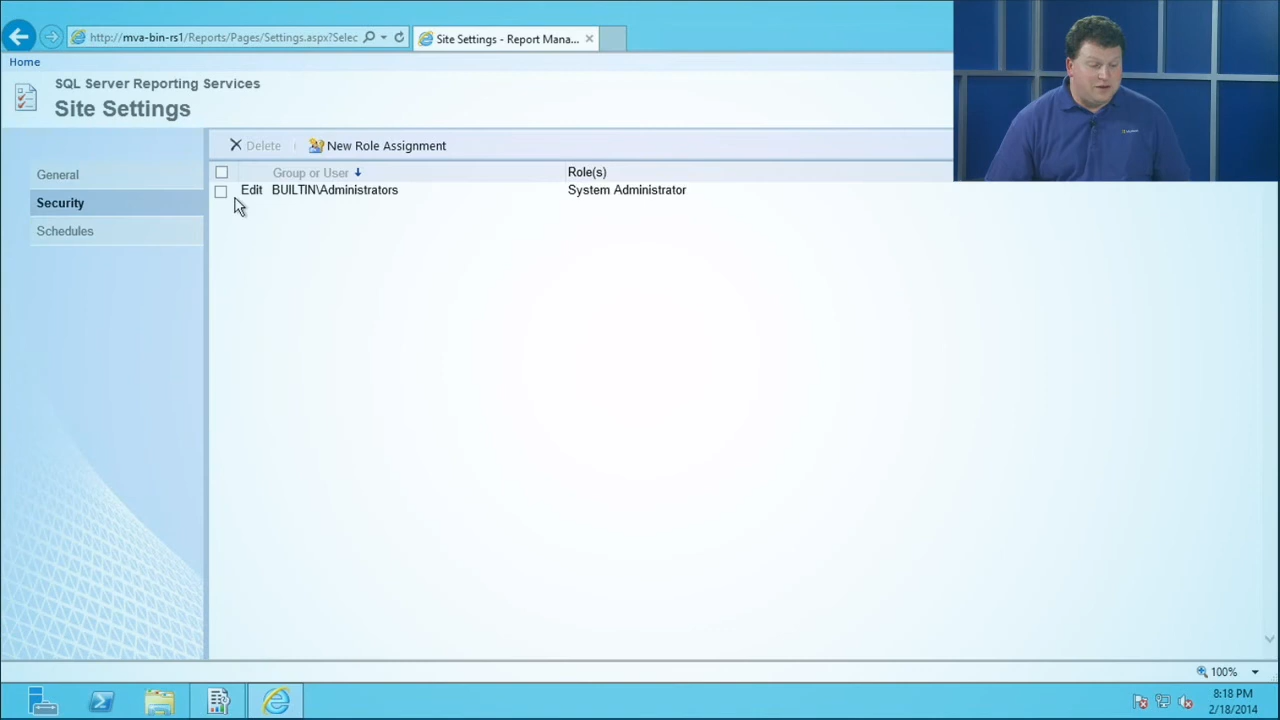 http://mva-bin-rs1/Reports/Pages/Settings.aspx?Selec
Site Settings - Report Mana...
Home
SQL Server Reporting Services
Site Settings
Delete
New Role Assignment
General
Security
Schedules
Group or User
Role(s)
Edit
BUILTIN\Administrators
System Administrator
100%
8:18 PM
2/18/2014